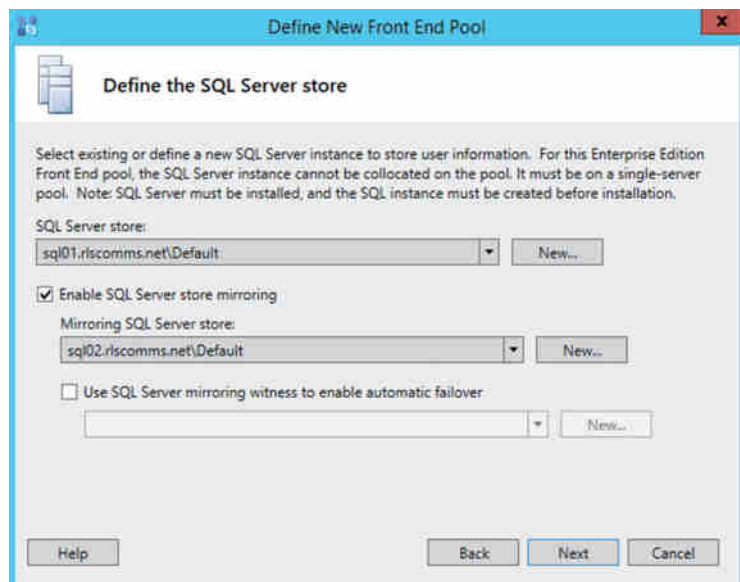 Define New Front End Pool
x
Define the SQL Server store
Select existing or define a new SQL Server instance to store user information. For this Enterprise Edition
Front End pool, the SQL Server instance cannot be collocated on the pool. It must be on a single-server
pool. Note: SQL Server must be installed, and the SQL instance must be created before installation.
SQL Server store:
sql01.rlscomms.net\Default
New...
Enable SQL Server store mirroring
Mirroring SQL Server store:
sql02.rlscomms.net\Default
New...
Use SQL Server mirroring witness to enable automatic failover
New...
Help
Back
Next
Cancel